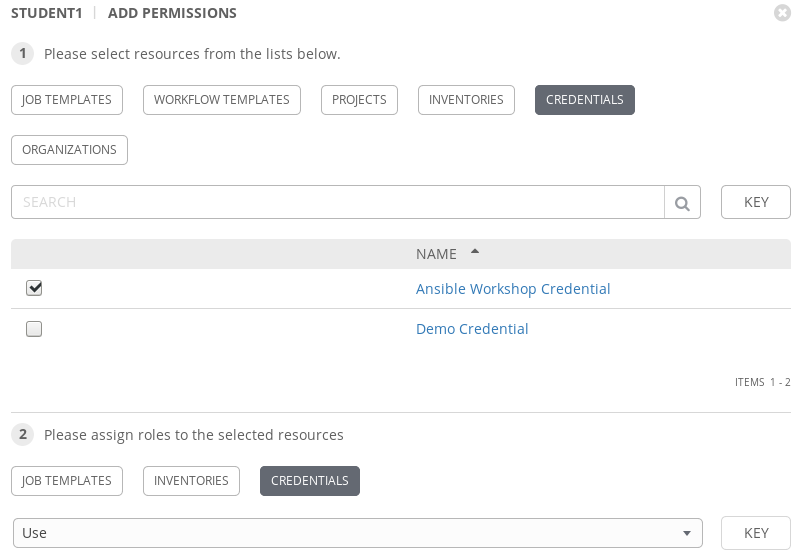 STUDENT1 | ADD PERMISSIONS
1 Please select resources from the lists below.
JOB TEMPLATES WORKFLOW TEMPLATES PROJECTS INVENTORIES CREDENTIALS
ORGANIZATIONS
SEARCH KEY
NAME
Ansible Workshop Credential
Demo Credential
ITEMS 1 - 2
2 Please assign roles to the selected resources
JOB TEMPLATES INVENTORIES CREDENTIALS
Use KEY